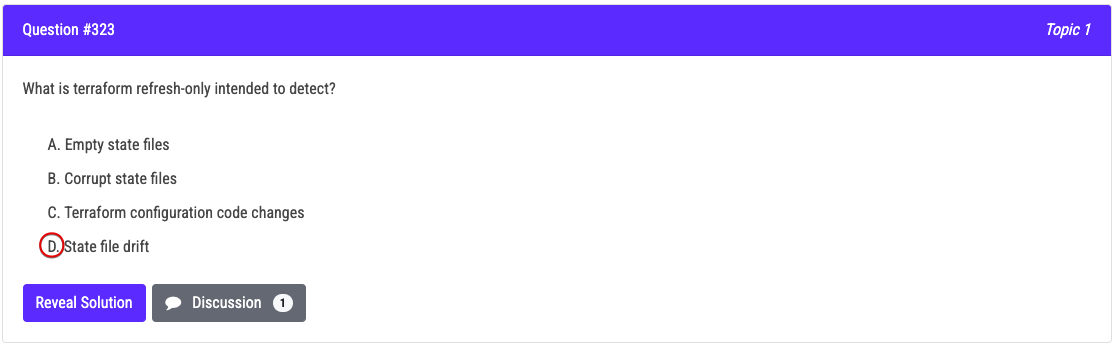 Question #323
Topic 1
What is terraform refresh-only intended to detect?
A. Empty state files
B. Corrupt state files
C. Terraform configuration code changes
D. State file drift
Reveal Solution
Discussion 1